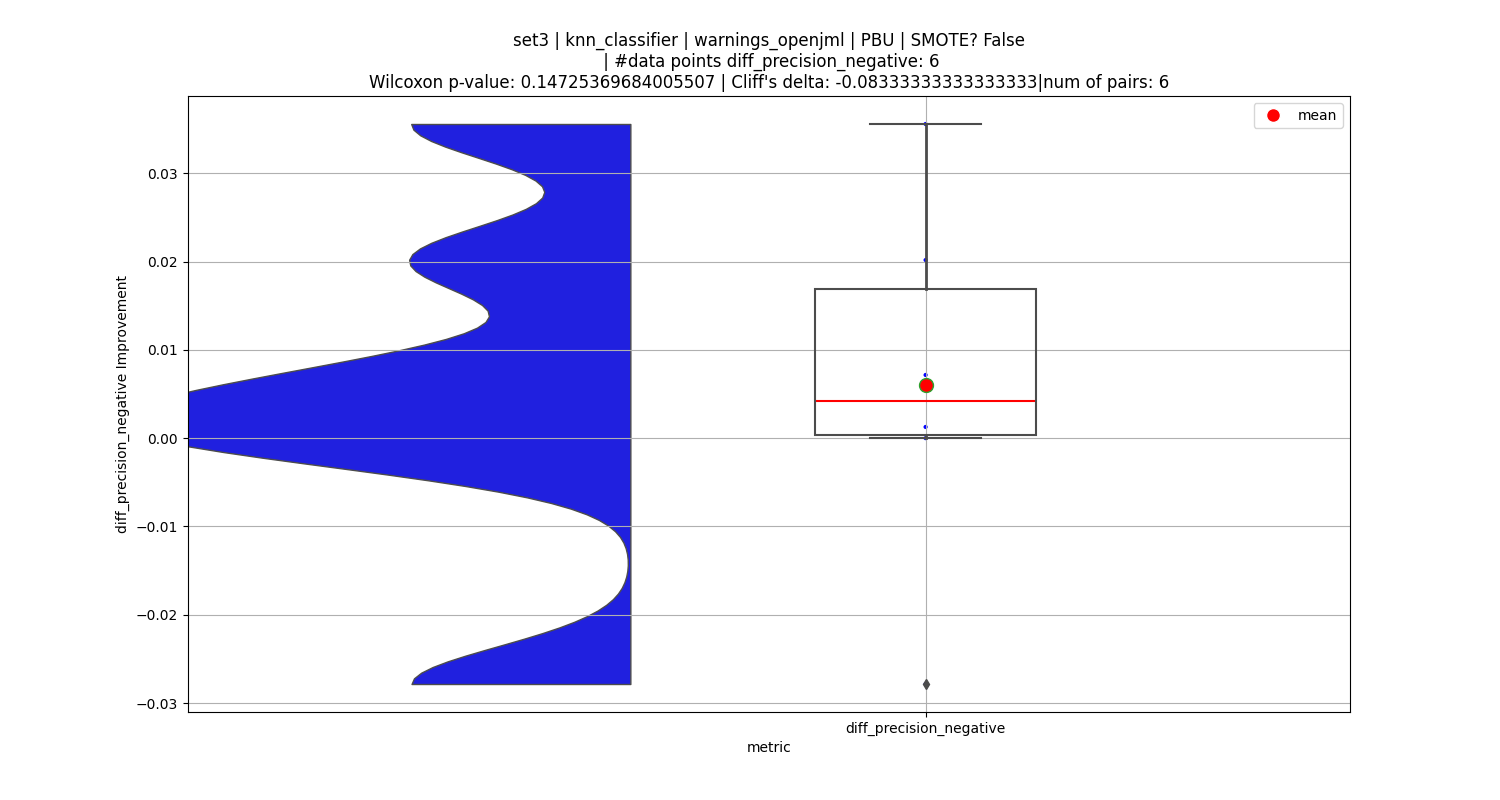 set3 | knn_classifier | warnings_openjml | PBU | SMOTE? False
| #data points diff_precision_negative: 6
Wilcoxon p-value: 0.14725369684005507 | Cliff's delta: -0.08333333333333333|num of pairs: 6
mean
0.03
0.02
0.01
0.00
−0.01
−0.02
−0.03
diff_precision_negative Improvement
diff_precision_negative
metric